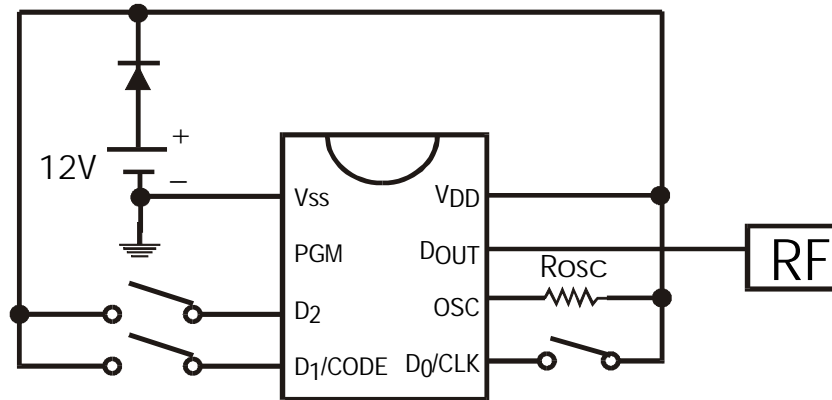 +
12V
−
Vss
VDD
PGM
DOUT
RF
ROSC
D2
OSC
D1/CODE
D0/CLK